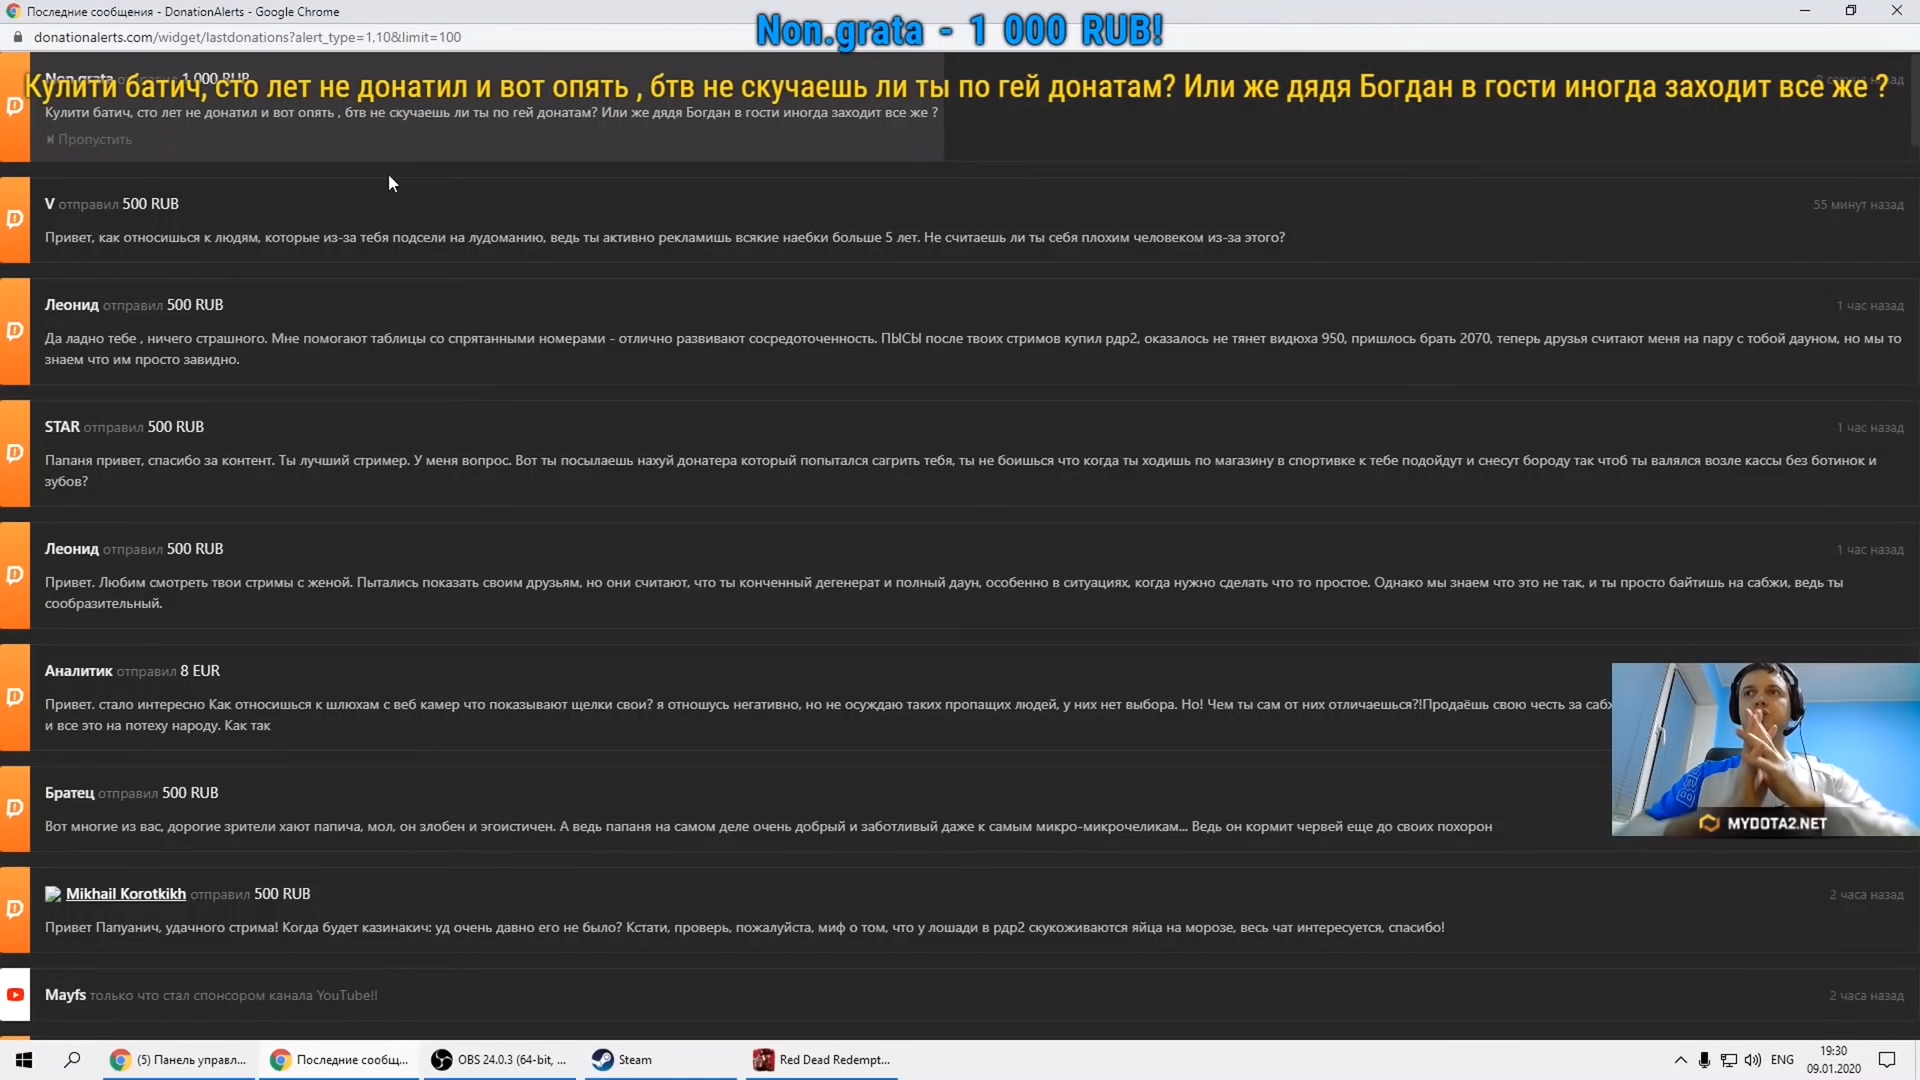 Последние сообщения - DonationAlerts - Google Chrome
donationalerts.com/widget/lastdonations?alert_type=1,10&limit=100
Non.grata - 1 000 RUB!
Non.grata отправил 1 000 RUB
Кулити батич, сто лет не донатил и вот опять , бтв не скучаешь ли ты по гей донатам? Или же дядя Богдан в гости иногда заходит все же ?
Кулити батич, сто лет не донатил и вот опять , бтв не скучаешь ли ты по гей донатам? Или же дядя Богдан в гости иногда заходит все же ?
Пропустить
V отправил 500 RUB
55 минут назад
Привет, как относишься к людям, которые из-за тебя подсели на лудоманию, ведь ты активно рекламишь всякие наебки больше 5 лет. Не считаешь ли ты себя плохим человеком из-за этого?
Леонид отправил 500 RUB
1 час назад
Да ладно тебе , ничего страшного. Мне помогают таблицы со спрятанными номерами - отлично развивают сосредоточенность. ПЫСЫ после твоих стримов купил рдр2, оказалось не тянет видюха 950, пришлось брать 2070, теперь друзья считают меня на пару с тобой дауном, но мы то
знаем что им просто завидно.
STAR отправил 500 RUB
1 час назад
Папаня привет, спасибо за контент. Ты лучший стример. У меня вопрос. Вот ты посылаешь нахуй донатера который попытался сагрить тебя, ты не боишься что когда ты ходишь по магазину в спортивке к тебе подойдут и снесут бороду так чтоб ты валялся возле кассы без ботинок и
зубов?
Леонид отправил 500 RUB
1 час назад
Привет. Любим смотреть твои стримы с женой. Пытались показать своим друзьям, но они считают, что ты конченный дегенерат и полный даун, особенно в ситуациях, когда нужно сделать что то простое. Однако мы знаем что это не так, и ты просто байтишь на сабжи, ведь ты
сообразительный.
Аналитик отправил 8 EUR
Привет. стало интересно Как относишься к шлюхам с веб камер что показывают щелки свои? я отношусь негативно, но не осуждаю таких пропащих людей, у них нет выбора. Но! Чем ты сам от них отличаешься?!Продаёшь свою честь за
и все это на потеху народу. Как так
Братец отправил 500 RUB
Вот многие из вас, дорогие зрители хают папича, мол, он злобен и эгоистичен. А ведь папаня на самом деле очень добрый и заботливый даже к самым микро-микрочеликам... Ведь он кормит червей еще до своих похорон
MYDOTA2.NET
Mikhail Korotkikh отправил 500 RUB
2 часа назад
Привет Папуанич, удачного стрима! Когда будет казинакич: уд очень давно его не было? Кстати, проверь, пожалуйста, миф о том, что у лошади в рдр2 скукоживаются яйца на морозе, весь чат интересуется, спасибо!
Mayfs только что стал спонсором канала YouTube!!
2 часа назад
(5) Панель управл...
Последние сообщ...
OBS 24.0.3 (64-bit, ...
Steam
Red Dead Redempt...
ENG
19:30
09.01.2020